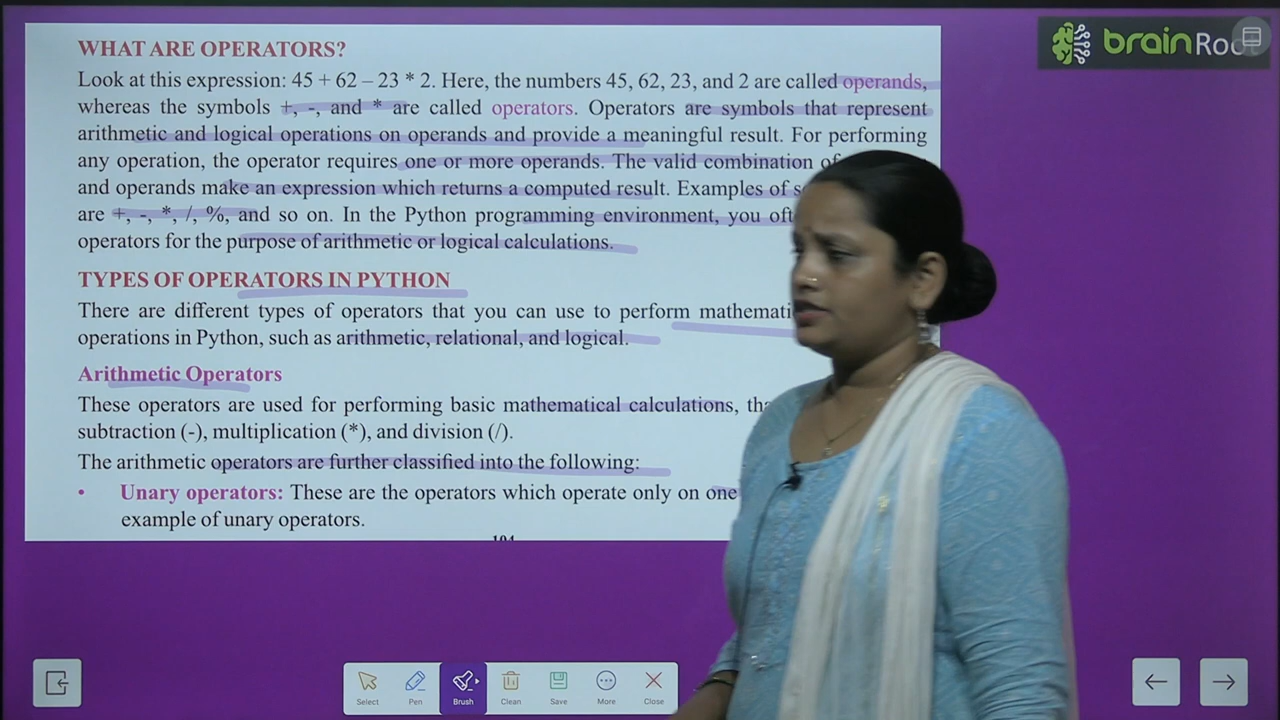 WHAT ARE OPERATORS?
Look at this expression: 45 + 62 – 23 * 2. Here, the numbers 45, 62, 23, and 2 are called operands,
whereas the symbols +, -, and * are called operators. Operators are symbols that represent
arithmetic and logical operations on operands and provide a meaningful result. For performing
any operation, the operator requires one or more operands. The valid combination of
and operands make an expression which returns a computed result. Examples of
are +, -, *, /, %, and so on. In the Python programming environment, you
operators for the purpose of arithmetic or logical calculations.
TYPES OF OPERATORS IN PYTHON
There are different types of operators that you can use to perform
operations in Python, such as arithmetic, relational, and logical.
Arithmetic Operators
These operators are used for performing basic mathematical calculations,
subtraction (-), multiplication (*), and division (/).
The arithmetic operators are further classified into the following:
• Unary operators: These are the operators which operate only on one
example of unary operators.
104
brainRoo
Select Pen Brush Clean Save More Close